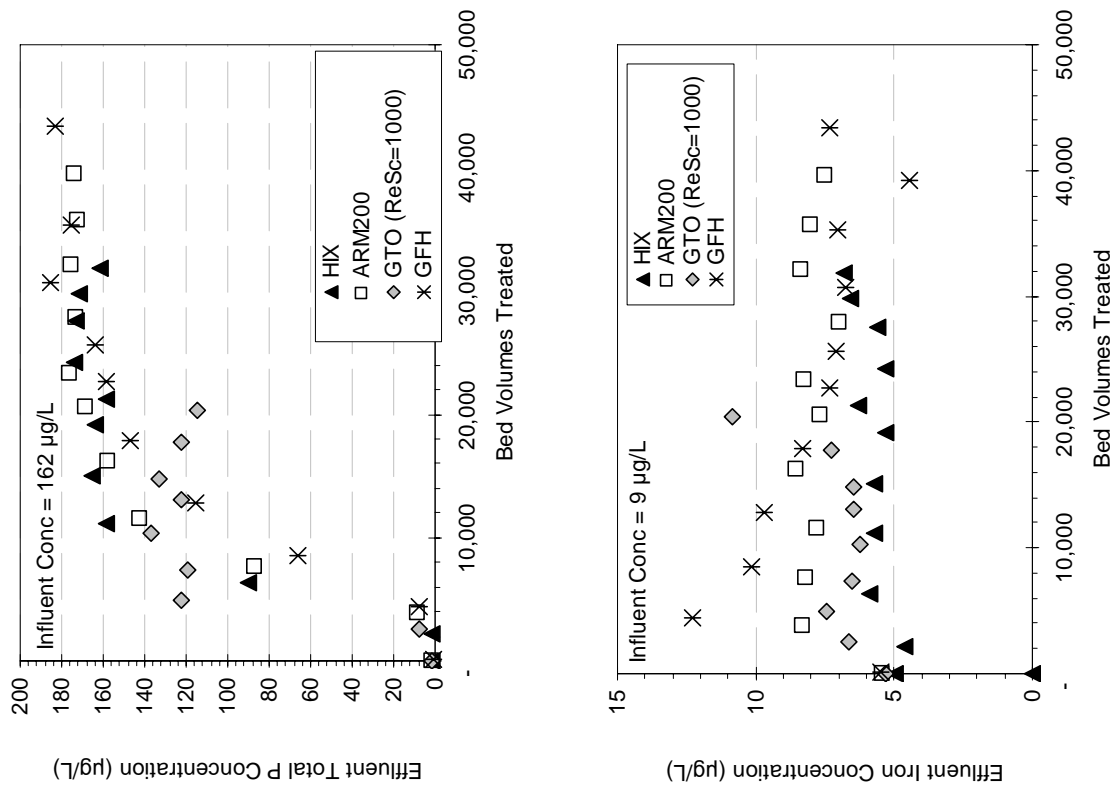 Effluent Total P Concentration (µg/L)
200
180
160
140
120
100
80
60
40
20
0
Influent Conc = 162 µg/L
HIX
ARM200
GTO (ReSc=1000)
GFH
-
10,000
20,000
30,000
40,000
50,000
Bed Volumes Treated
Effluent Iron Concentration (µg/L)
15
10
5
0
Influent Conc = 9 µg/L
HIX
ARM200
GTO (ReSc=1000)
GFH
-
10,000
20,000
30,000
40,000
50,000
Bed Volumes Treated